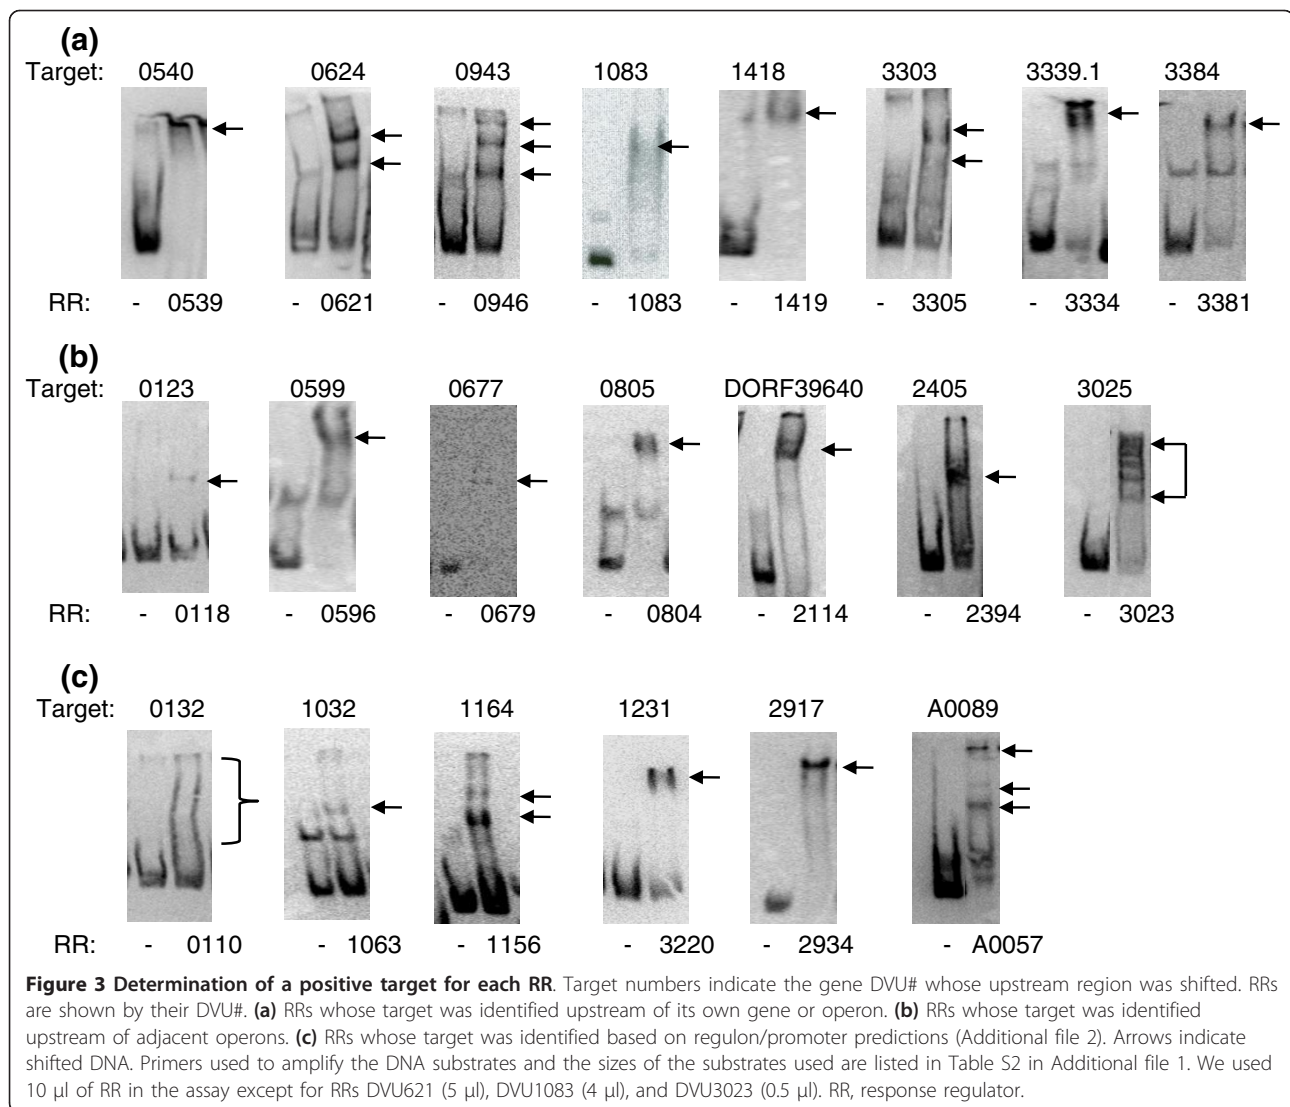 (a)
Target: 0540 0624 0943 1083 1418 3303 3339.1 3384
RR: - 0539 - 0621 - 0946 - 1083 - 1419 - 3305 - 3334 - 3381
(b)
Target: 0123 0599 0677 0805 DORF39640 2405 3025
RR: - 0118 - 0596 - 0679 - 0804 - 2114 - 2394 - 3023
(c)
Target: 0132 1032 1164 1231 2917 A0089
RR: - 0110 - 1063 - 1156 - 3220 - 2934 - A0057
Figure 3 Determination of a positive target for each RR. Target numbers indicate the gene DVU# whose upstream region was shifted. RRs
are shown by their DVU#. (a) RRs whose target was identified upstream of its own gene or operon. (b) RRs whose target was identified
upstream of adjacent operons. (c) RRs whose target was identified based on regulon/promoter predictions (Additional file 2). Arrows indicate
shifted DNA. Primers used to amplify the DNA substrates and the sizes of the substrates used are listed in Table S2 in Additional file 1. We used
10 μl of RR in the assay except for RRs DVU621 (5 μl), DVU1083 (4 μl), and DVU3023 (0.5 μl). RR, response regulator.